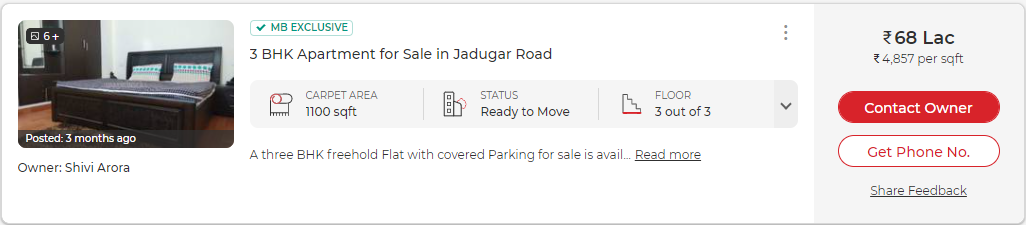 6+
Posted: 3 months ago
Owner: Shivi Arora
MB EXCLUSIVE
3 BHK Apartment for Sale in Jadugar Road
CARPET AREA
1100 sqft
STATUS
Ready to Move
FLOOR
3 out of 3
A three BHK freehold Flat with covered Parking for sale is avail... Read more
₹68 Lac
₹4,857 per sqft
Contact Owner
Get Phone No.
Share Feedback